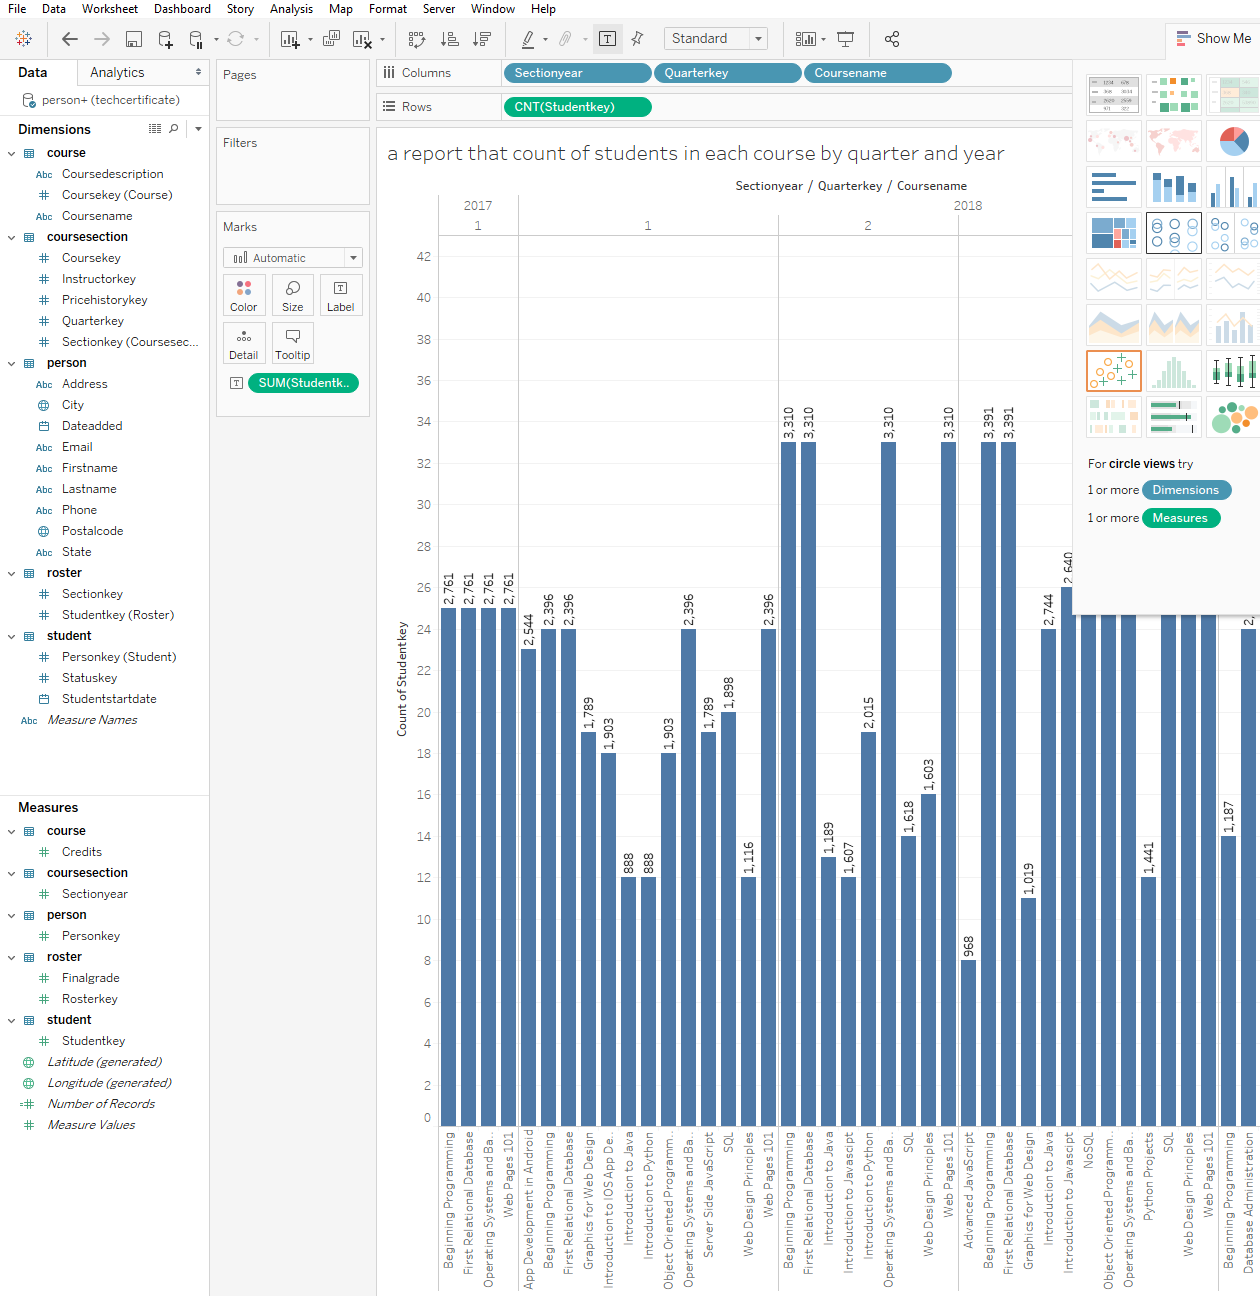 File Data Worksheet Dashboard Story Analysis Map Format Server Window Help
Standard
Show Me
Data Analytics
person+ (techcertificate)
Dimensions
course
Abc Coursedescription
Coursekey (Course)
Abc Coursename
coursesection
Coursekey
Instructorkey
Pricehistorykey
Quarterkey
Sectionkey (Coursesec...
person
Abc Address
City
Dateadded
Abc Email
Abc Firstname
Abc Lastname
Abc Phone
Postalcode
Abc State
roster
Sectionkey
Studentkey (Roster)
student
Personkey (Student)
Statuskey
Studentstartdate
Abc Measure Names
Measures
course
Credits
coursesection
Sectionyear
person
Personkey
roster
Finalgrade
Rosterkey
student
Studentkey
Latitude (generated)
Longitude (generated)
Number of Records
Measure Values
Pages
Filters
Marks
Automatic
Color Size Label
Detail Tooltip
SUM(Studentk..
Columns Sectionyear Quarterkey Coursename
Rows CNT(Studentkey)
a report that count of students in each course by quarter and year
Sectionyear / Quarterkey / Coursename
2017 2018
1 1 2
Count of Studentkey
42
40
38
36
34
32
30
28
26
24
22
20
18
16
14
12
10
8
6
4
2
0
2,761
2,761
2,761
2,761
2,544
2,396
2,396
1,789
1,903
888
888
1,903
2,396
1,789
1,898
1,116
2,396
3,310
3,310
1,189
1,607
2,015
3,310
1,618
1,603
3,310
968
3,391
3,391
1,019
2,744
2,640
1,441
1,187
Beginning Programming
First Relational Database
Operating Systems and Ba..
Web Pages 101
App Development in Android
Beginning Programming
First Relational Database
Graphics for Web Design
Introduction to IOS App De..
Introduction to Java
Introduction to Python
Object Oriented Programm..
Operating Systems and Ba..
Server Side JavaScript
SQL
Web Design Principles
Web Pages 101
Beginning Programming
First Relational Database
Introduction to Java
Introduction to Javascipt
Introduction to Python
Operating Systems and Ba..
SQL
Web Design Principles
Web Pages 101
Advanced JavaScript
Beginning Programming
First Relational Database
Graphics for Web Design
Introduction to Java
Introduction to Javascipt
NoSQL
Object Oriented Programm..
Operating Systems and Ba..
Python Projects
SQL
Web Design Principles
Web Pages 101
Beginning Programming
Database Administration
For circle views try
1 or more Dimensions
1 or more Measures